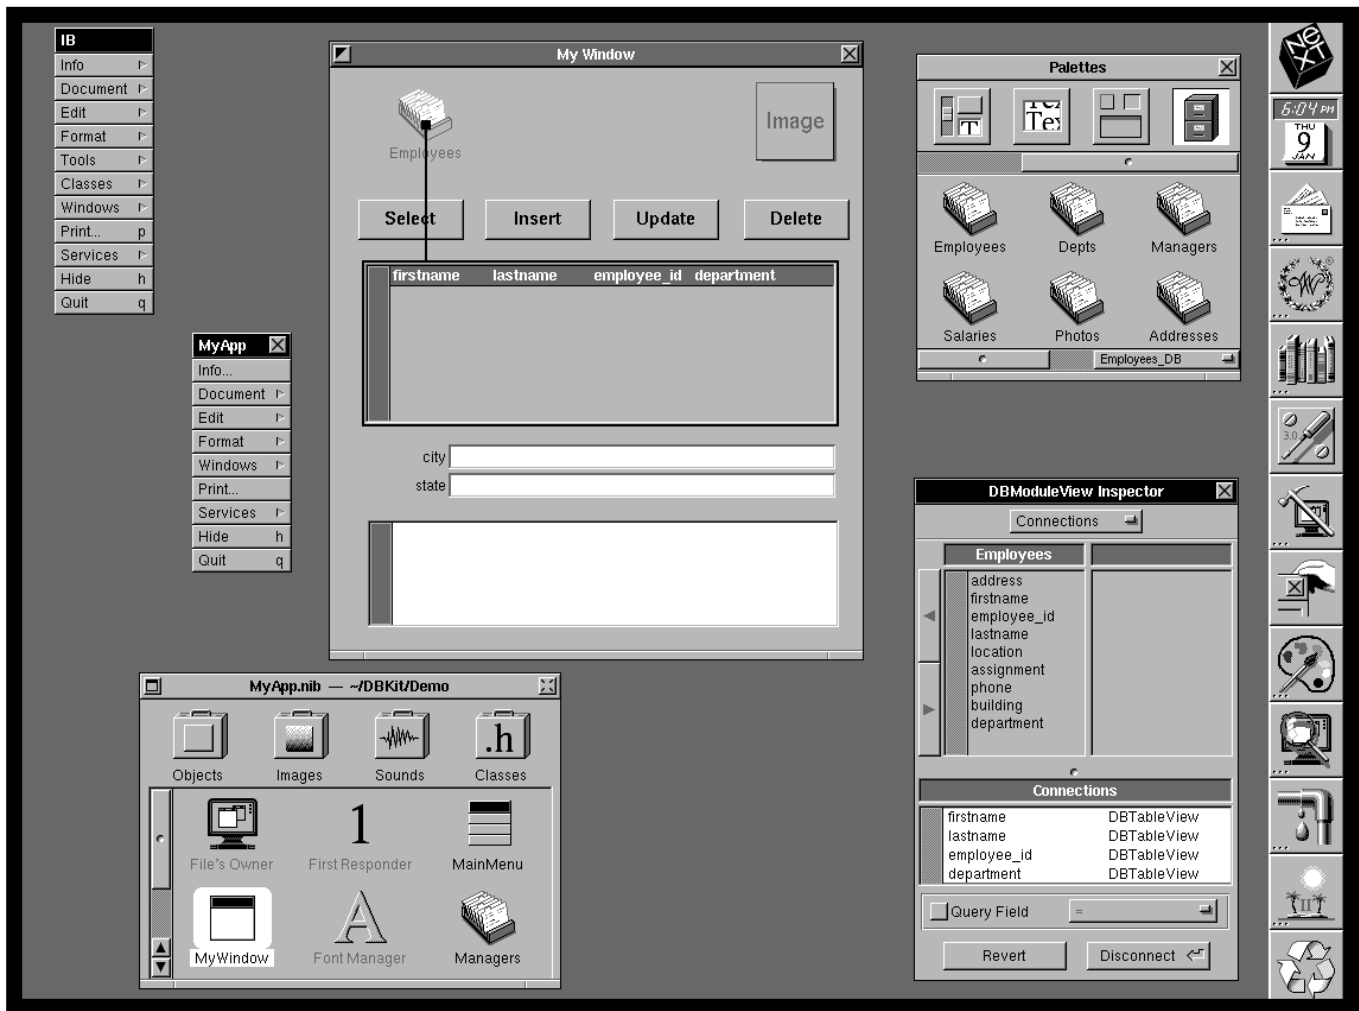 IB
Info
Document
Edit
Format
Tools
Classes
Windows
Print... p
Services
Hide h
Quit q
MyApp
Info...
Document
Edit
Format
Windows
Print...
Services
Hide h
Quit q
My Window
Employees
Image
Select Insert Update Delete
firstname lastname employee_id department
city
state
MyApp.nib — ~/DBKit/Demo
.h
Objects Images Sounds Classes
1
File's Owner First Responder MainMenu
A
MyWindow Font Manager Managers
Palettes
T Tex
Employees Depts Managers
Salaries Photos Addresses
Employees_DB
DBModuleView Inspector
Connections
Employees
address
firstname
employee_id
lastname
location
assignment
phone
building
department
Connections
firstname DBTableView
lastname DBTableView
employee_id DBTableView
department DBTableView
Query Field =
Revert Disconnect
NeXT
6:04 PM
THU
9
JAN
W
3.0